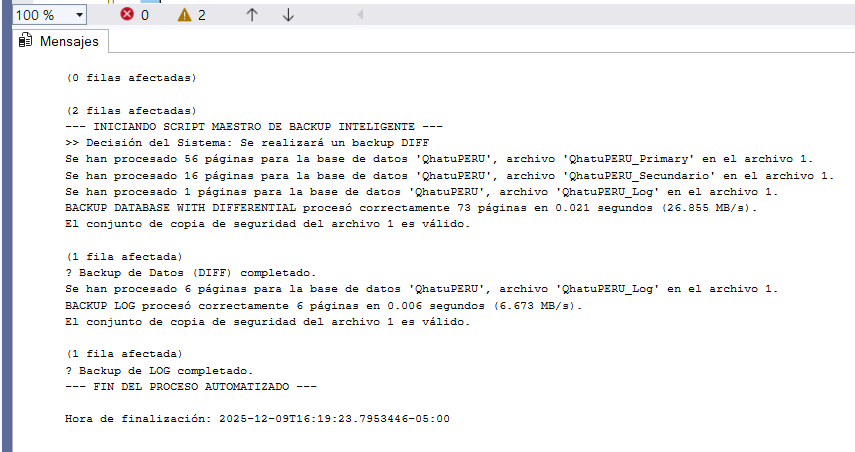 100 %
0
2
Mensajes
(0 filas afectadas)
(2 filas afectadas)
--- INICIANDO SCRIPT MAESTRO DE BACKUP INTELIGENTE ---
>> Decisión del Sistema: Se realizará un backup DIFF
Se han procesado 56 páginas para la base de datos 'QhatuPERU', archivo 'QhatuPERU_Primary' en el archivo 1.
Se han procesado 16 páginas para la base de datos 'QhatuPERU', archivo 'QhatuPERU_Secundario' en el archivo 1.
Se han procesado 1 páginas para la base de datos 'QhatuPERU', archivo 'QhatuPERU_Log' en el archivo 1.
BACKUP DATABASE WITH DIFFERENTIAL procesó correctamente 73 páginas en 0.021 segundos (26.855 MB/s).
El conjunto de copia de seguridad del archivo 1 es válido.
(1 fila afectada)
? Backup de Datos (DIFF) completado.
Se han procesado 6 páginas para la base de datos 'QhatuPERU', archivo 'QhatuPERU_Log' en el archivo 1.
BACKUP LOG procesó correctamente 6 páginas en 0.006 segundos (6.673 MB/s).
El conjunto de copia de seguridad del archivo 1 es válido.
(1 fila afectada)
? Backup de LOG completado.
--- FIN DEL PROCESO AUTOMATIZADO ---
Hora de finalización: 2025-12-09T16:19:23.7953446-05:00